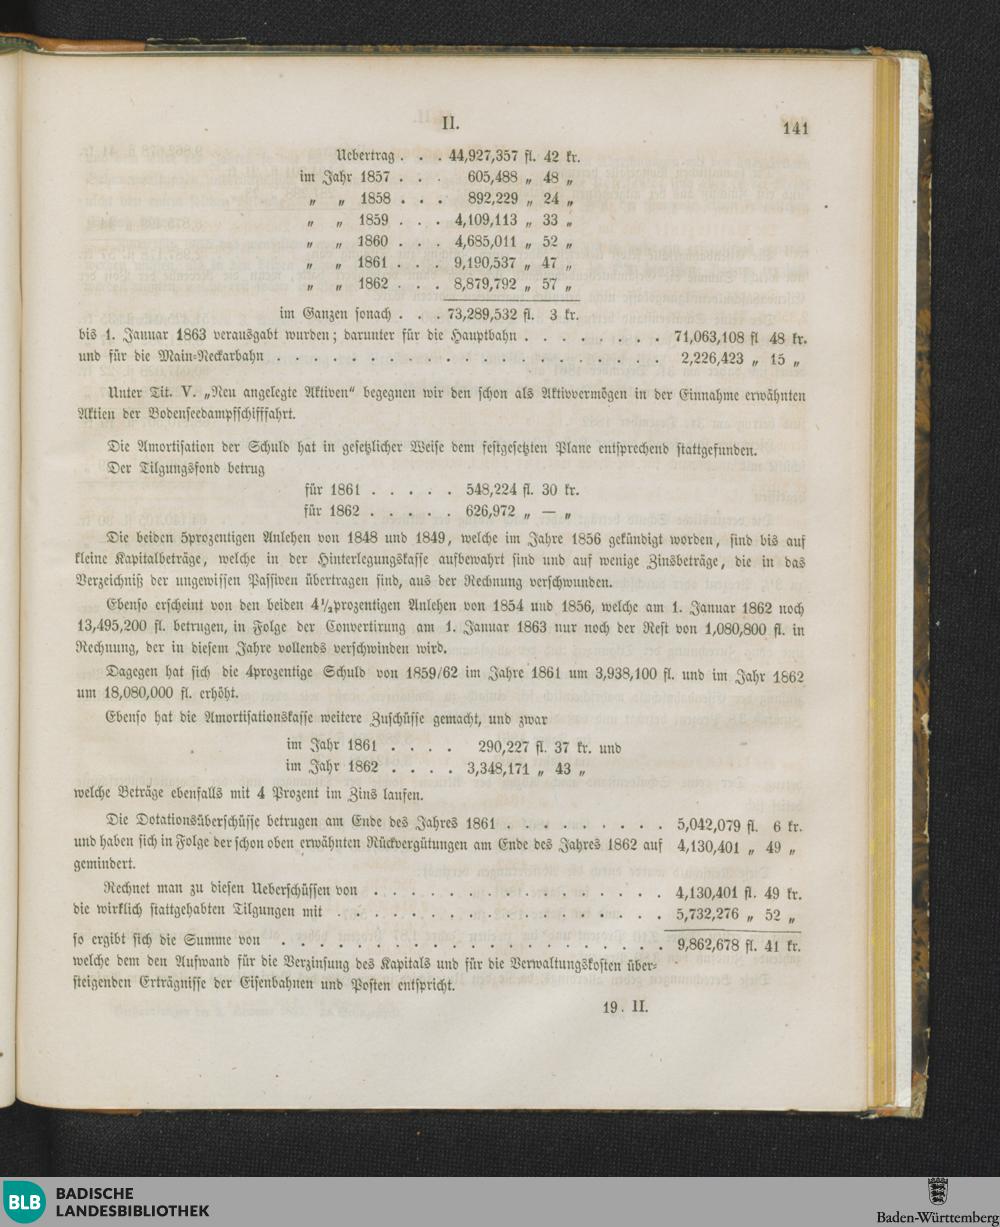 II.
141
Uebertrag . . . 44,927,357 fl. 42 kr.
im Jahr 1857 . . . 605,488 „ 48 „
„ „ 1858 . . . 892,229 „ 24 „
„ „ 1859 . . . 4,109,113 „ 33 „
„ „ 1860 . . . 4,685,011 „ 52 „
„ „ 1861 . . . 9,190,537 „ 47 „
„ „ 1862 . . . 8,879,792 „ 57 „
im Ganzen sonach . . . 73,289,532 fl. 3 kr.
bis 1. Januar 1863 verausgabt wurden; darunter für die Hauptbahn . . . . . . . . 71,063,108 fl 48 kr.
und für die Main-Neckarbahn . . . . . . . . . . . . . . . . . 2,226,423 „ 15 „
Unter Tit. V. „Neu angelegte Aktiven“ begegnen wir den schon als Aktivvermögen in der Einnahme erwähnten
Aktien der Bodenseedampfschifffahrt.
Die Amortisation der Schuld hat in gesetzlicher Weise dem festgesetzten Plane entsprechend stattgefunden.
Der Tilgungsfond betrug
für 1861 . . . . . 548,224 fl. 30 kr.
für 1862 . . . . . 626,972 „ — „
Die beiden 5prozentigen Anlehen von 1848 und 1849, welche im Jahre 1856 gekündigt worden, sind bis auf
kleine Kapitalbeträge, welche in der Hinterlegungskasse aufbewahrt sind und auf wenige Zinsbeträge, die in das
Verzeichniß der ungewissen Passiven übertragen sind, aus der Rechnung verschwunden.
Ebenso erscheint von den beiden 4½prozentigen Anlehen von 1854 und 1856, welche am 1. Januar 1862 noch
13,495,200 fl. betrugen, in Folge der Convertirung am 1. Januar 1863 nur noch der Rest von 1,080,800 fl. in
Rechnung, der in diesem Jahre vollends verschwinden wird.
Dagegen hat sich die 4prozentige Schuld von 1859/62 im Jahre 1861 um 3,938,100 fl. und im Jahr 1862
um 18,080,000 fl. erhöht.
Ebenso hat die Amortisationskasse weitere Zuschüsse gemacht, und zwar
im Jahr 1861 . . . . 290,227 fl. 37 kr. und
im Jahr 1862 . . . . 3,348,171 „ 43 „
welche Beträge ebenfalls mit 4 Prozent im Zins laufen.
Die Dotationsüberschüsse betrugen am Ende des Jahres 1861 . . . . . . . . . 5,042,079 fl. 6 kr.
und haben sich in Folge der schon oben erwähnten Rückvergütungen am Ende des Jahres 1862 auf 4,130,401 „ 49 „
gemindert.
Rechnet man zu diesen Ueberschüssen von . . . . . . . . . . . . . . . . 4,130,401 fl. 49 kr.
die wirklich stattgehabten Tilgungen mit . . . . . . . . . . . . . . . . . . 5,732,276 „ 52 „
so ergibt sich die Summe von . . . . . . . . . . . . . . . . . . . . . 9,862,678 fl. 41 kr.
welche dem den Aufwand für die Verzinsung des Kapitals und für die Verwaltungskosten über-
steigenden Erträgnisse der Eisenbahnen und Posten entspricht.
19. II.
BLB
BADISCHE
LANDESBIBLIOTHEK
Baden-Württemberg